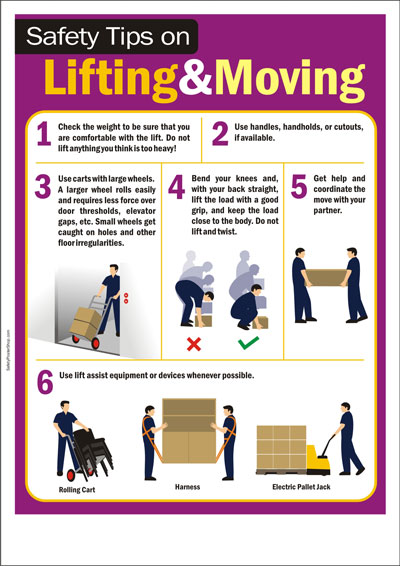 Safety Tips on
Lifting&Moving
1
Check the weight to be sure that you
are comfortable with the lift. Do not
lift anything you think is too heavy!
2
Use handles, handholds, or cutouts,
if available.
3
Use carts with large wheels.
A larger wheel rolls easily
and requires less force over
door thresholds, elevator
gaps, etc. Small wheels get
caught on holes and other
floor irregularities.
4
Bend your knees and,
with your back straight,
lift the load with a good
grip, and keep the load
close to the body. Do not
lift and twist.
5
Get help and
coordinate the
move with your
partner.
6
Use lift assist equipment or devices whenever possible.
Rolling Cart
Harness
Electric Pallet Jack
SafetyPosterShop.com